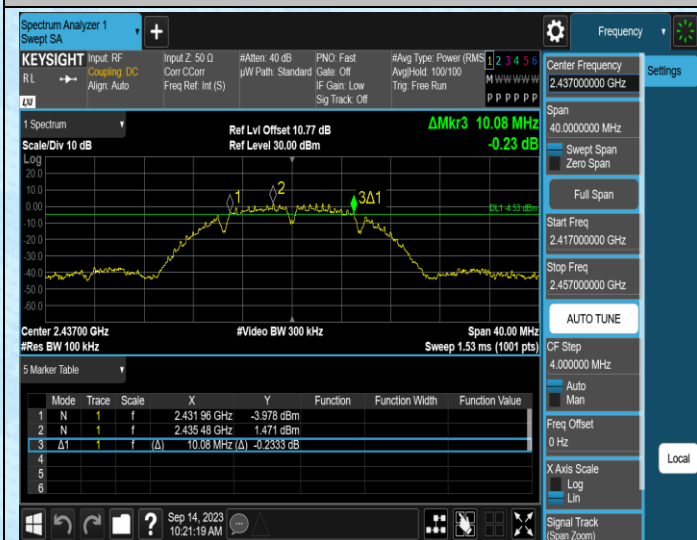 Spectrum Analyzer 1
Swept SA
Frequency
KEYSIGHT
RL
LXI
Input: RF
Coupling: DC
Align: Auto
Input Z: 50 Ω
Corr CCorr
Freq Ref: Int (S)
#Atten: 40 dB
µW Path: Standard
PNO: Fast
Gate: Off
IF Gain: Low
Sig Track: Off
#Avg Type: Power (RMS
Avg|Hold: 100/100
Trig: Free Run
1 2 3 4 5 6
M W W W W W
P P P P P P
1 Spectrum
Scale/Div 10 dB
Ref Lvl Offset 10.77 dB
Ref Level 30.00 dBm
ΔMkr3 10.08 MHz
-0.23 dB
Log
20.0
10.0
0.00
-10.0
-20.0
-30.0
-40.0
-50.0
-60.0
1
2
3Δ1
DL1 -4.53 dBm
Center 2.43700 GHz
#Res BW 100 kHz
#Video BW 300 kHz
Span 40.00 MHz
Sweep 1.53 ms (1001 pts)
5 Marker Table
Mode Trace Scale X Y Function Function Width Function Value
1 N 1 f 2.431 96 GHz -3.978 dBm
2 N 1 f 2.435 48 GHz 1.471 dBm
3 Δ1 1 f (Δ) 10.08 MHz (Δ) -0.2333 dB
4
5
6
Sep 14, 2023
10:21:19 AM
Center Frequency
2.437000000 GHz
Settings
Span
40.0000000 MHz
Swept Span
Zero Span
Full Span
Start Freq
2.417000000 GHz
Stop Freq
2.457000000 GHz
AUTO TUNE
CF Step
4.000000 MHz
Auto
Man
Freq Offset
0 Hz
X Axis Scale
Log
Lin
Local
Signal Track
(Span Zoom)